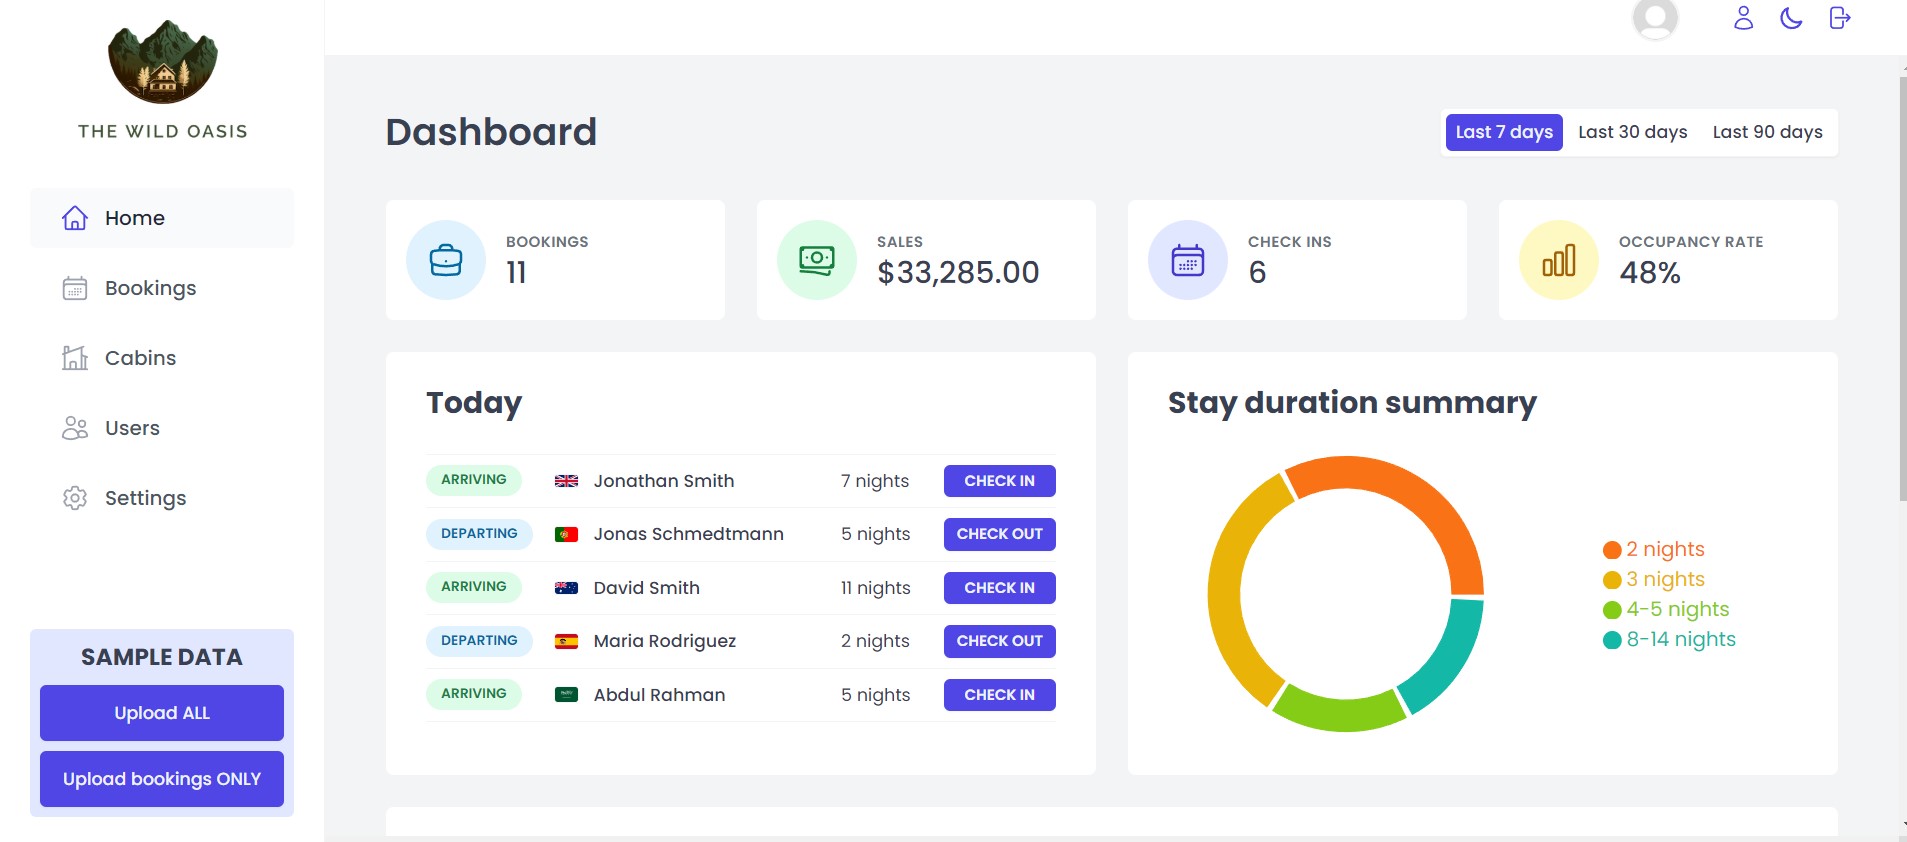 THE WILD OASIS
Home
Bookings
Cabins
Users
Settings
SAMPLE DATA
Upload ALL
Upload bookings ONLY
Dashboard
Last 7 days Last 30 days Last 90 days
BOOKINGS
11
SALES
$33,285.00
CHECK INS
6
OCCUPANCY RATE
48%
Today
ARRIVING Jonathan Smith 7 nights CHECK IN
DEPARTING Jonas Schmedtmann 5 nights CHECK OUT
ARRIVING David Smith 11 nights CHECK IN
DEPARTING Maria Rodriguez 2 nights CHECK OUT
ARRIVING Abdul Rahman 5 nights CHECK IN
Stay duration summary
2 nights
3 nights
4-5 nights
8-14 nights